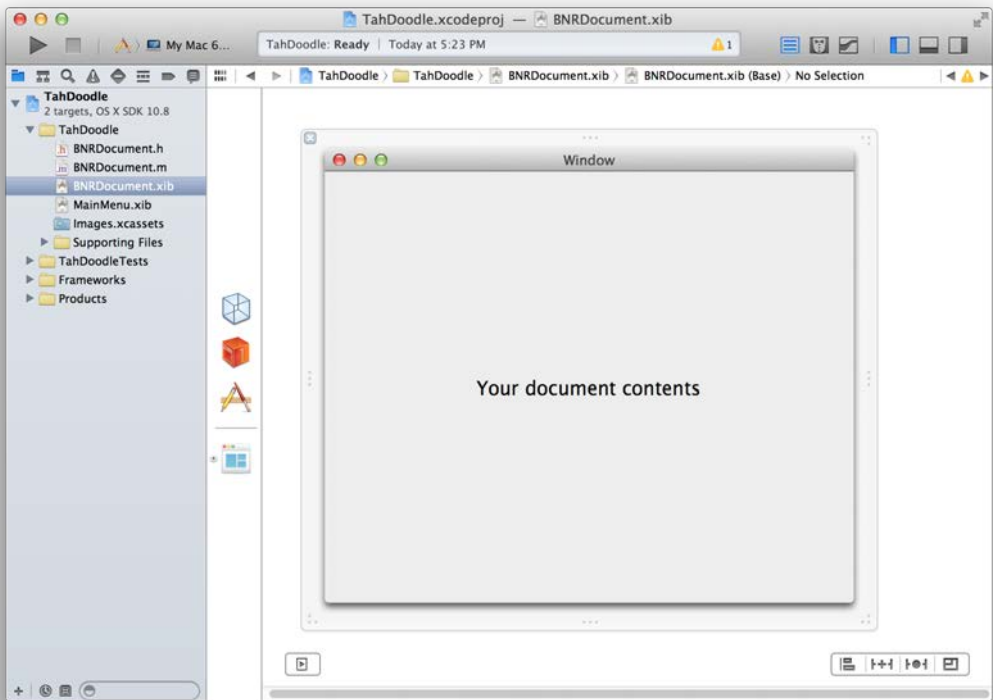 TahDoodle.xcodeproj — BNRDocument.xib
My Mac 6...
TahDoodle: Ready | Today at 5:23 PM
1
TahDoodle 〉 TahDoodle 〉 BNRDocument.xib 〉 BNRDocument.xib (Base) 〉 No Selection
TahDoodle
2 targets, OS X SDK 10.8
TahDoodle
h BNRDocument.h
m BNRDocument.m
BNRDocument.xib
MainMenu.xib
Images.xcassets
Supporting Files
TahDoodleTests
Frameworks
Products
Window
Your document contents